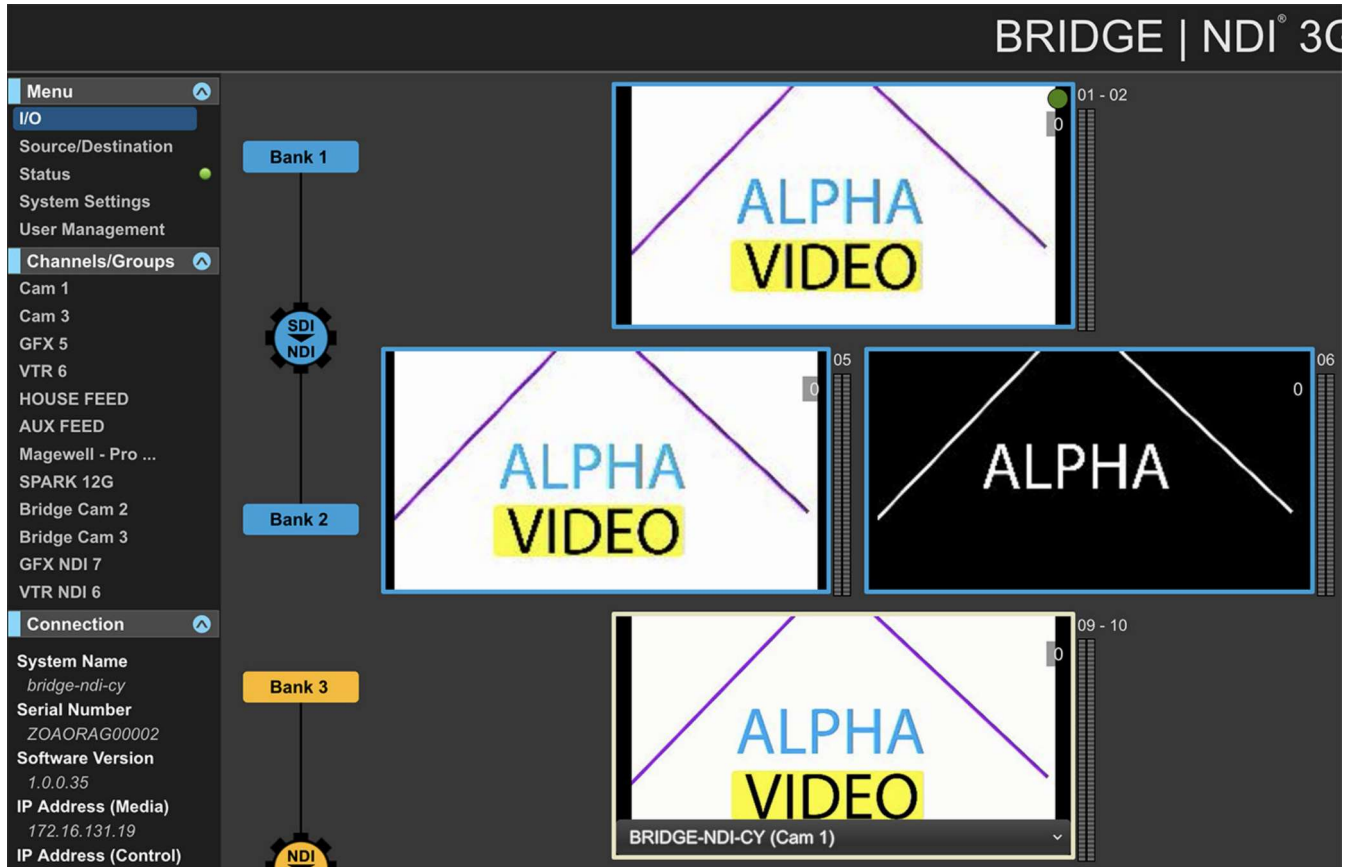 BRIDGE | NDI® 3G
Menu
I/O
Source/Destination
Status
System Settings
User Management
Channels/Groups
Cam 1
Cam 3
GFX 5
VTR 6
HOUSE FEED
AUX FEED
Magewell - Pro ...
SPARK 12G
Bridge Cam 2
Bridge Cam 3
GFX NDI 7
VTR NDI 6
Connection
System Name
bridge-ndi-cy
Serial Number
ZOAORAG00002
Software Version
1.0.0.35
IP Address (Media)
172.16.131.19
IP Address (Control)
Bank 1
SDI
NDI
Bank 2
Bank 3
NDI
01 - 02
0
ALPHA
VIDEO
05
0
ALPHA
VIDEO
06
0
ALPHA
09 - 10
0
ALPHA
VIDEO
BRIDGE-NDI-CY (Cam 1)